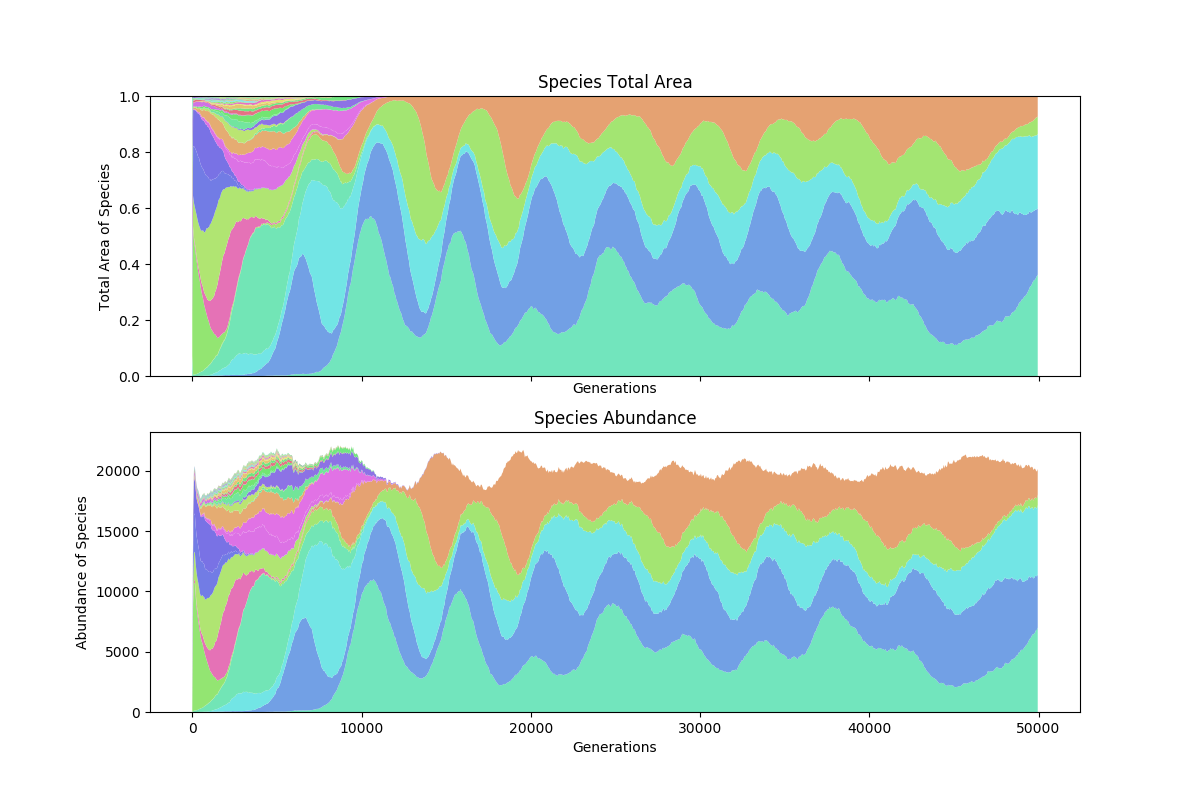 Species Total Area
1.0
0.8
0.6
0.4
0.2
0.0
Total Area of Species
Generations
Species Abundance
20000
15000
10000
5000
0
Abundance of Species
0 10000 20000 30000 40000 50000
Generations